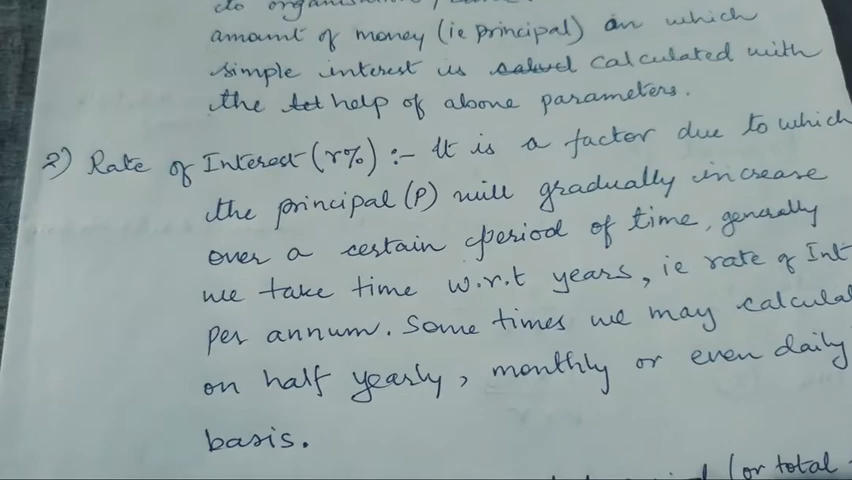 to organisation
amount of money (ie principal) on which
simple interest is calculated with
the help of above parameters.
2) Rate of Interest (r%) :- It is a factor due to which
the principal (P) will gradually increase
over a certain period of time, generally
we take time w.r.t years, ie rate of Int
per annum. Some times we may calcula
on half yearly, monthly or even daily
basis.
(or total